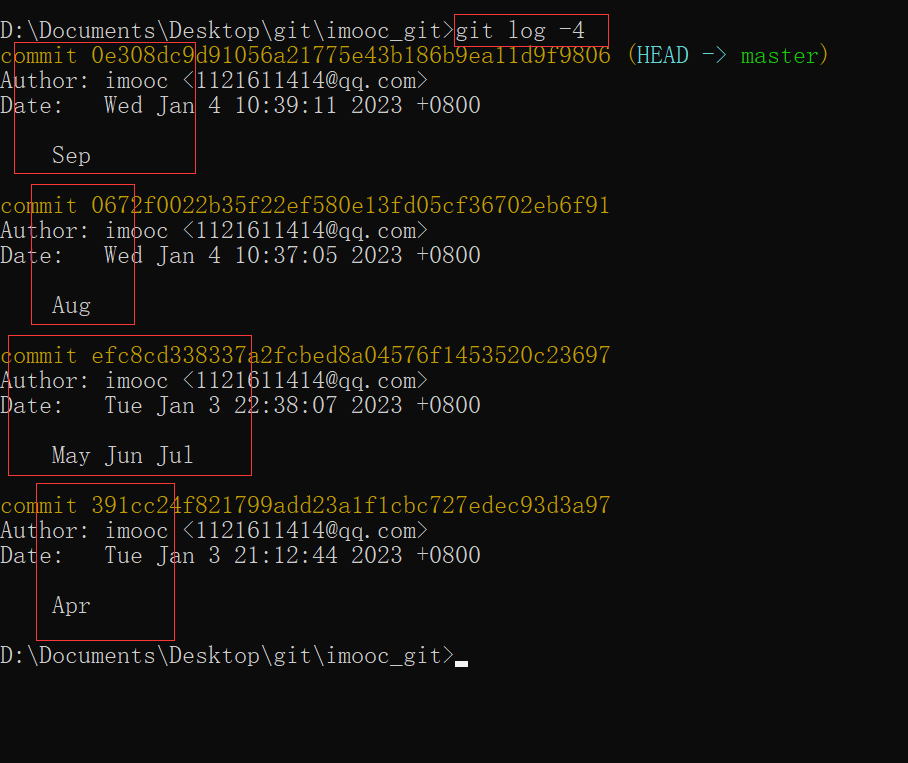 D:\Documents\Desktop\git\imooc_git>git log -4
commit 0e308dc9d91056a21775e43b186b9ea11d9f9806 (HEAD -> master)
Author: imooc <1121611414@qq.com>
Date:   Wed Jan 4 10:39:11 2023 +0800
Sep
commit 0672f0022b35f22ef580e13fd05cf36702eb6f91
Author: imooc <1121611414@qq.com>
Date:   Wed Jan 4 10:37:05 2023 +0800
Aug
commit efc8cd338337a2fcbed8a04576f1453520c23697
Author: imooc <1121611414@qq.com>
Date:   Tue Jan 3 22:38:07 2023 +0800
May Jun Jul
commit 391cc24f821799add23a1f1cbc727edec93d3a97
Author: imooc <1121611414@qq.com>
Date:   Tue Jan 3 21:12:44 2023 +0800
Apr
D:\Documents\Desktop\git\imooc_git>